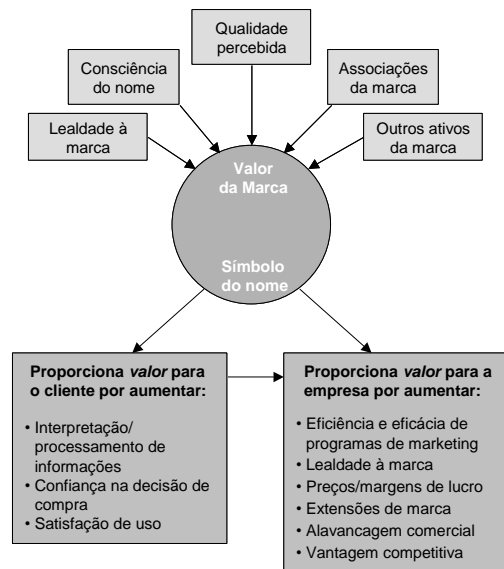 Qualidade
percebida
Consciência
do nome
Associações
da marca
Lealdade à
marca
Outros ativos
da marca
Valor
da Marca
Símbolo
do nome
Proporciona valor para
o cliente por aumentar:
• Interpretação/
processamento de
informações
• Confiança na decisão de
compra
• Satisfação de uso
Proporciona valor para a
empresa por aumentar:
• Eficiência e eficácia de
programas de marketing
• Lealdade à marca
• Preços/margens de lucro
• Extensões de marca
• Alavancagem comercial
• Vantagem competitiva